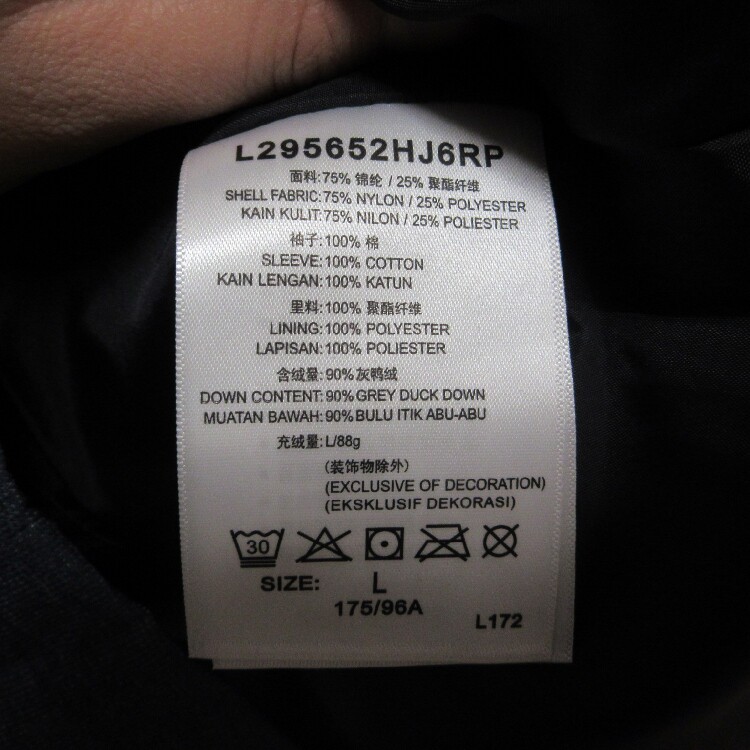 L295652HJ6RP
面料:75% 锦纶 / 25% 聚酯纤维
SHELL FABRIC:75% NYLON / 25% POLYESTER
KAIN KULIT:75% NILON / 25% POLIESTER
袖子:100% 棉
SLEEVE:100% COTTON
KAIN LENGAN:100% KATUN
里料:100% 聚酯纤维
LINING:100% POLYESTER
LAPISAN:100% POLIESTER
含绒量:90% 灰鸭绒
DOWN CONTENT:90% GREY DUCK DOWN
MUATAN BAWAH:90% BULU ITIK ABU-ABU
充绒量:L/88g
(装饰物除外)
(EXCLUSIVE OF DECORATION)
(EKSKLUSIF DEKORASI)
30
SIZE: L
175/96A
L172